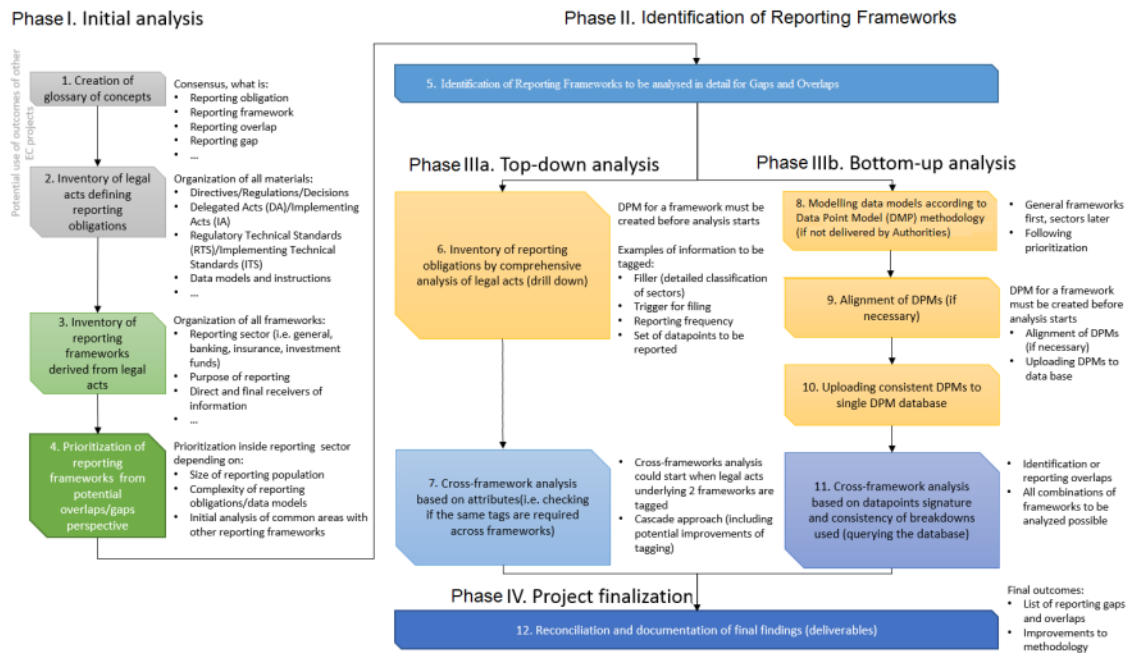 Phase I. Initial analysis
Phase II. Identification of Reporting Frameworks
Potential use of outcomes of other
EC projects
1. Creation of
glossary of concepts
Consensus, what is:
• Reporting obligation
• Reporting framework
• Reporting overlap
• Reporting gap
• ...
2. Inventory of legal
acts defining
reporting
obligations
Organization of all materials:
• Directives/Regulations/Decisions
• Delegated Acts (DA)/Implementing
Acts (IA)
• Regulatory Technical Standards
(RTS)/Implementing Technical
Standards (ITS)
• Data models and instructions
• ...
3. Inventory of
reporting
frameworks
derived from legal
acts
Organization of all frameworks:
• Reporting sector (i.e. general,
banking, insurance, investment
funds)
• Purpose of reporting
• Direct and final receivers of
information
• ...
4. Prioritization of
reporting
frameworks from
potential
overlaps/gaps
perspective
Prioritization inside reporting sector
depending on:
• Size of reporting population
• Complexity of reporting
obligations/data models
• Initial analysis of common areas with
other reporting frameworks
5. Identification of Reporting Frameworks to be analysed in detail for Gaps and Overlaps
Phase IIIa. Top-down analysis
6. Inventory of reporting
obligations by comprehensive
analysis of legal acts (drill down)
DPM for a framework must be
created before analysis starts
Examples of information to be
tagged:
• Filler (detailed classification
of sectors)
• Trigger for filing
• Reporting frequency
• Set of datapoints to be
reported
7. Cross-framework analysis
based on attributes(i.e. checking
if the same tags are required
across frameworks)
• Cross-frameworks analysis
could start when legal acts
underlying 2 frameworks are
tagged
• Cascade approach (including
potential improvements of
tagging)
Phase IIIb. Bottom-up analysis
8. Modelling data models according to
Data Point Model (DMP) methodology
(if not delivered by Authorities)
• General frameworks
first, sectors later
• Following
prioritization
9. Alignment of DPMs (if
necessary)
DPM for a framework
must be created before
analysis starts
• Alignment of DPMs
(if necessary)
• Uploading DPMs to
data base
10. Uploading consistent DPMs to
single DPM database
11. Cross-framework analysis
based on datapoints signature
and consistency of breakdowns
used (querying the database)
• Identification or
reporting overlaps
• All combinations of
frameworks to be
analyzed possible
Phase IV. Project finalization
12. Reconciliation and documentation of final findings (deliverables)
Final outcomes:
• List of reporting gaps
and overlaps
• Improvements to
methodology